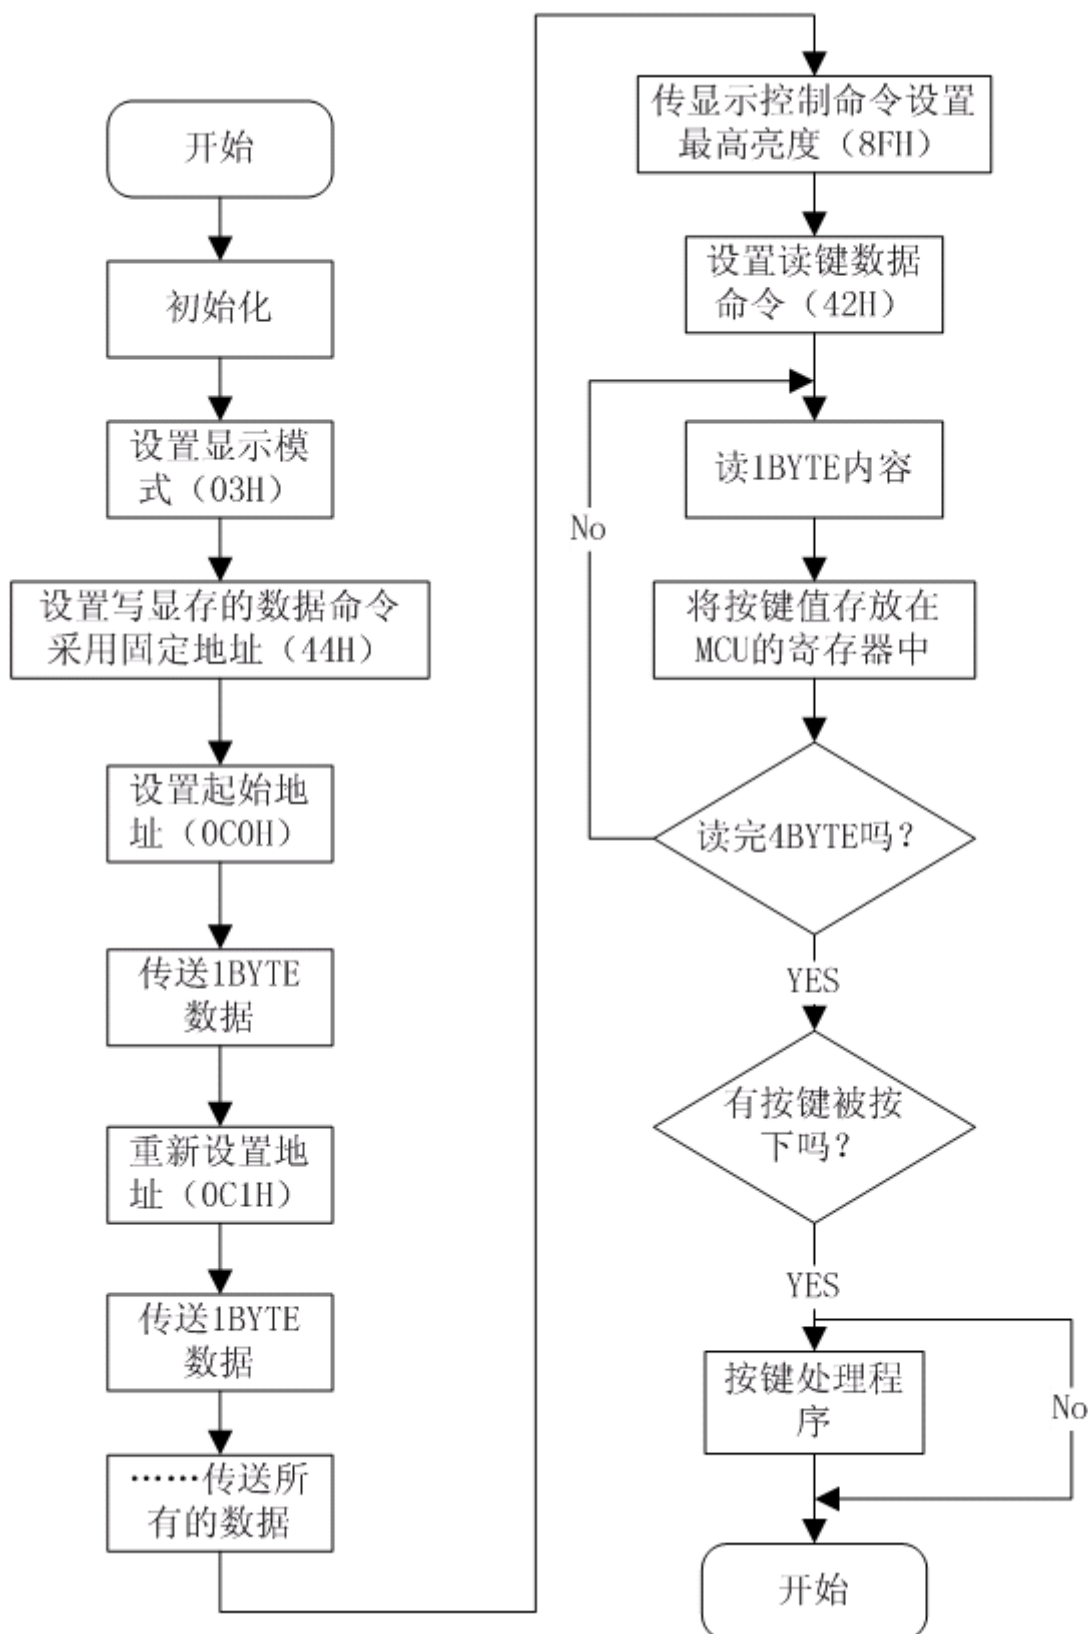 开始
初始化
设置显示模
式（03H）
设置写显存的数据命令
采用固定地址（44H）
设置起始地
址（0C0H）
传送1BYTE
数据
重新设置地
址（0C1H）
传送1BYTE
数据
……传送所
有的数据
传显示控制命令设置
最高亮度（8FH）
设置读键数据
命令（42H）
读1BYTE内容
No
将按键值存放在
MCU的寄存器中
读完4BYTE吗?
YES
有按键被按
下吗?
YES
按键处理程
序
No
开始